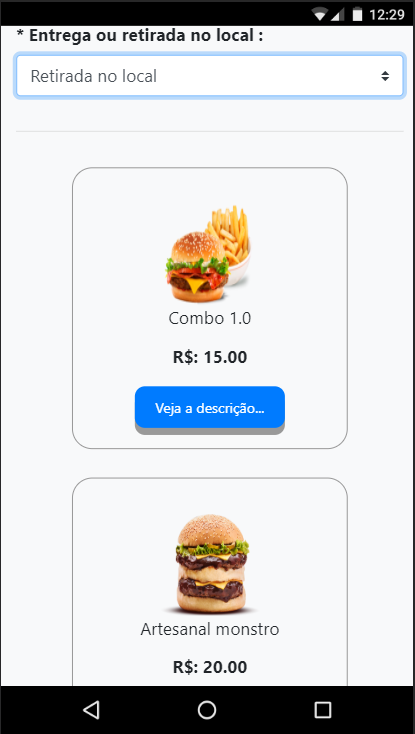 12:29
* Entrega ou retirada no local :
Retirada no local
Combo 1.0
R$: 15.00
Veja a descrição...
Artesanal monstro
R$: 20.00